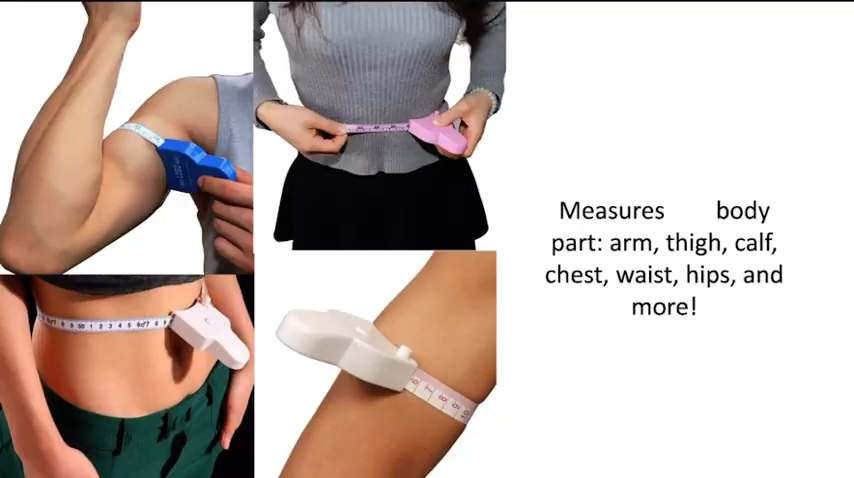 Measures body
part: arm, thigh, calf,
chest, waist, hips, and
more!